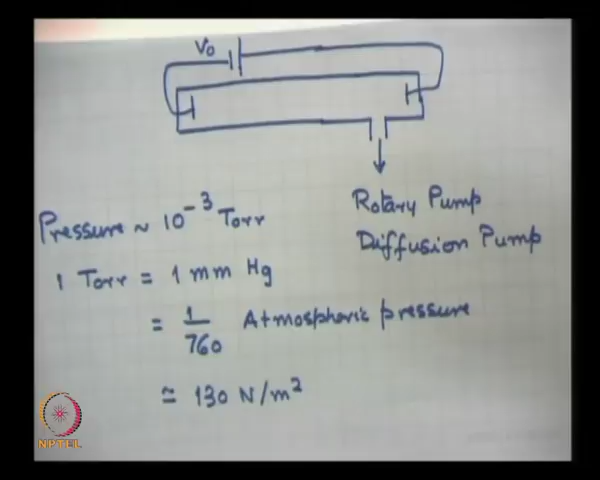 V₀
Rotary Pump
Diffusion Pump
Pressure ~ 10⁻³ Torr
1 Torr = 1 mm Hg
= 1/760 Atmospheric pressure
≃ 130 N/m²
NPTEL